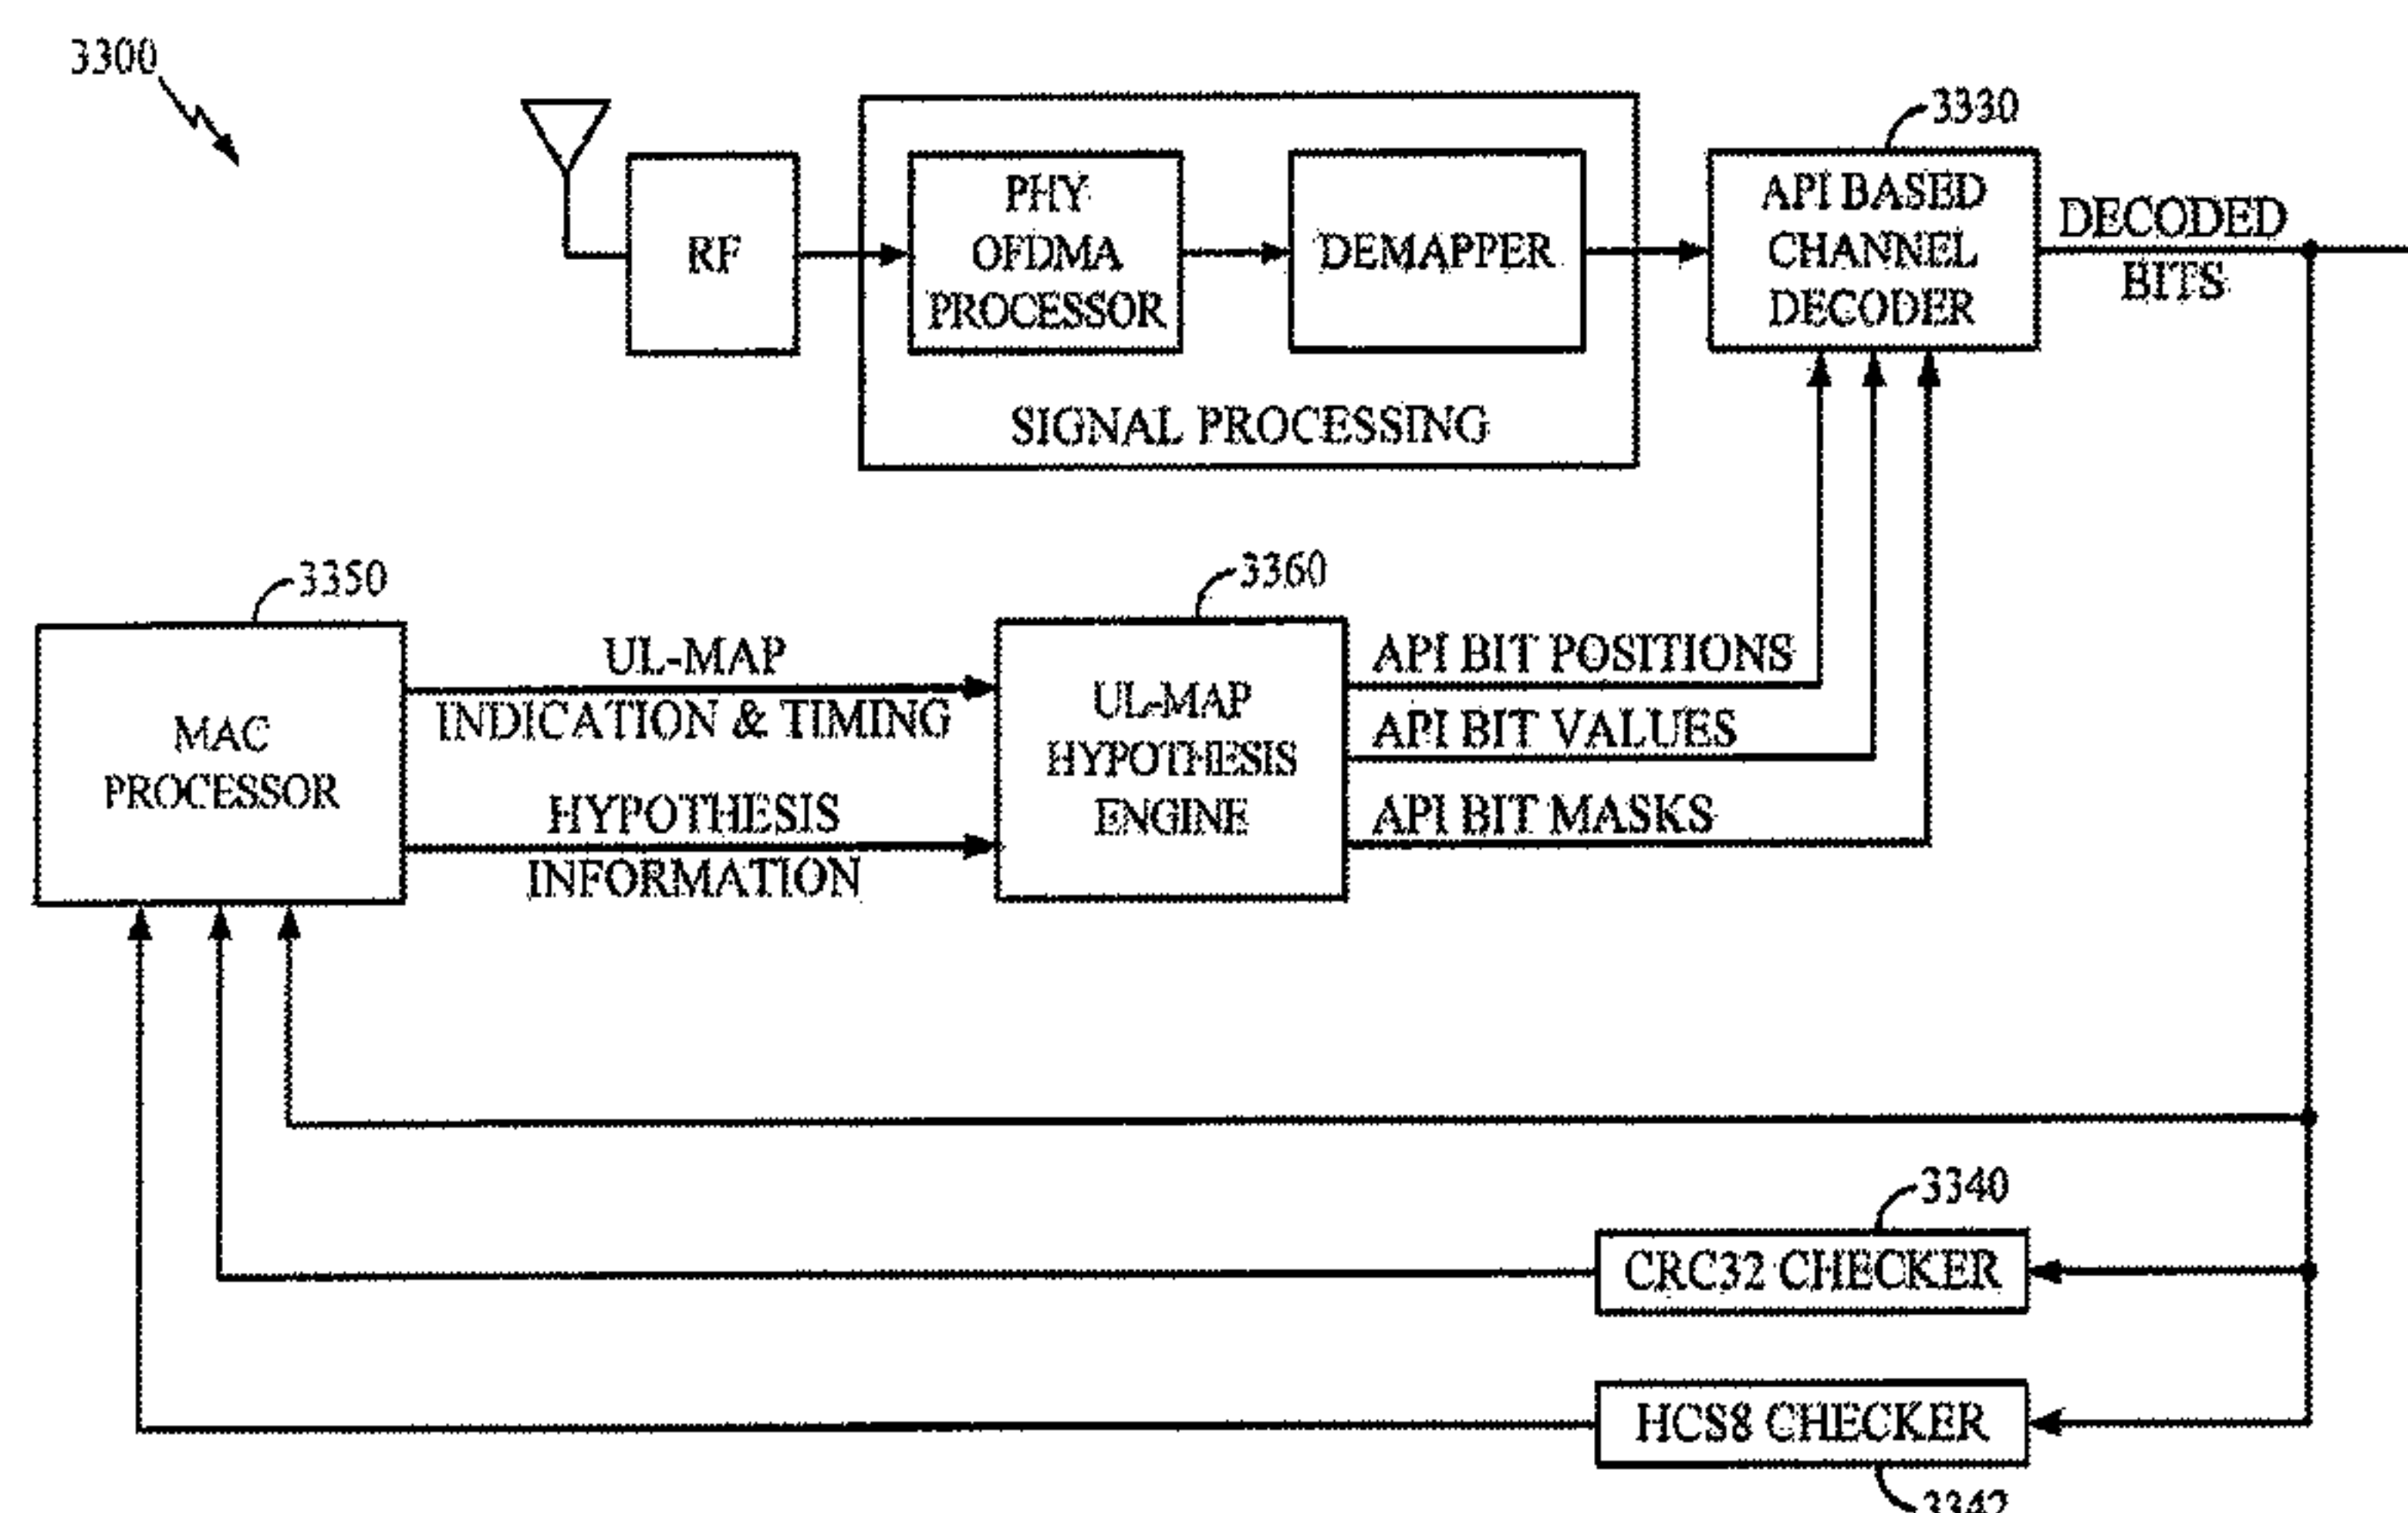 3300
3330
RF
PHY
OFDMA
PROCESSOR
DEMAPPER
SIGNAL PROCESSING
API BASED
CHANNEL
DECODER
DECODED
BITS
3350
3360
MAC
PROCESSOR
UL-MAP
INDICATION & TIMING
HYPOTHESIS
INFORMATION
UL-MAP
HYPOTHESIS
ENGINE
API BIT POSITIONS
API BIT VALUES
API BIT MASKS
3340
CRC32 CHECKER
HCS8 CHECKER
3342